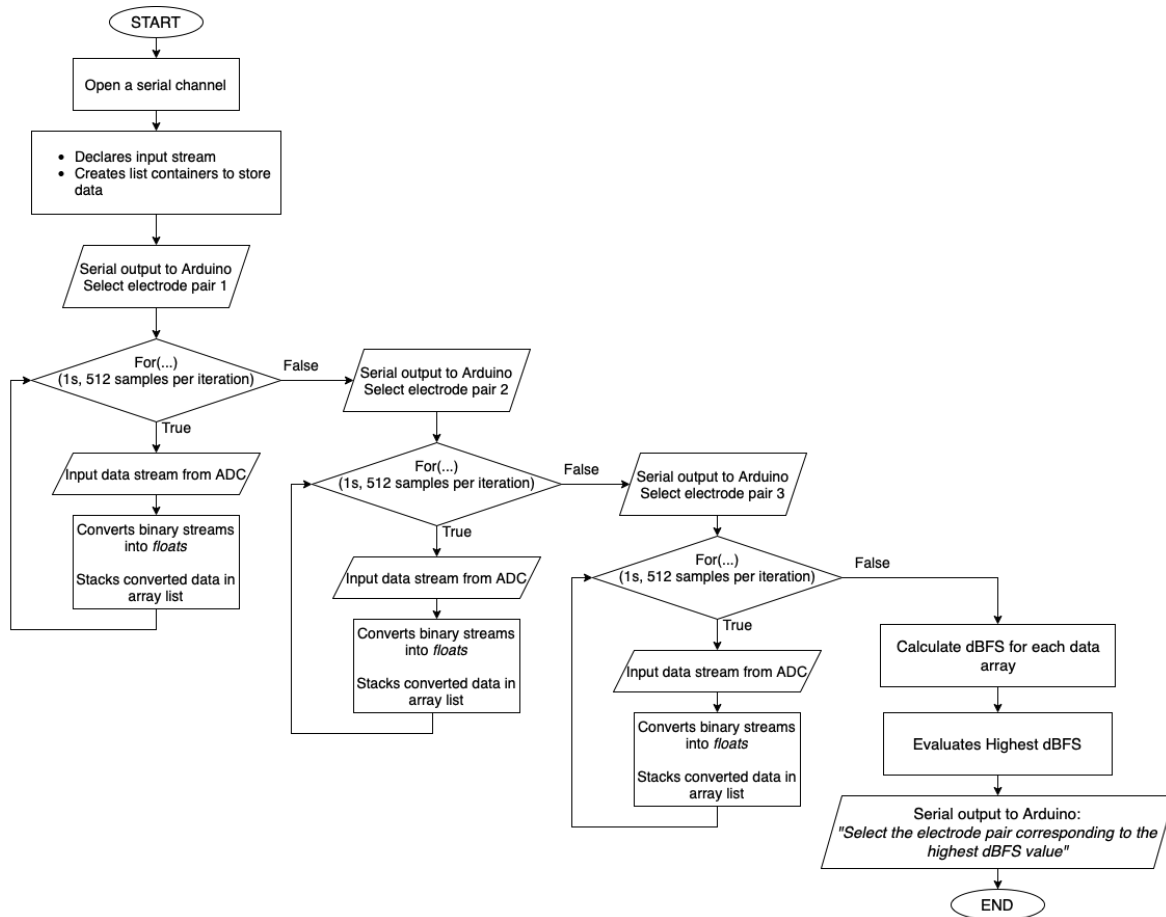 START
Open a serial channel
• Declares input stream
• Creates list containers to store
data
Serial output to Arduino
Select electrode pair 1
For(...)
(1s, 512 samples per iteration)
False
True
Input data stream from ADC
Converts binary streams
into floats
Stacks converted data in
array list
Serial output to Arduino
Select electrode pair 2
For(...)
(1s, 512 samples per iteration)
False
True
Input data stream from ADC
Converts binary streams
into floats
Stacks converted data in
array list
Serial output to Arduino
Select electrode pair 3
For(...)
(1s, 512 samples per iteration)
False
True
Input data stream from ADC
Converts binary streams
into floats
Stacks converted data in
array list
Calculate dBFS for each data
array
Evaluates Highest dBFS
Serial output to Arduino:
"Select the electrode pair corresponding to the
highest dBFS value"
END